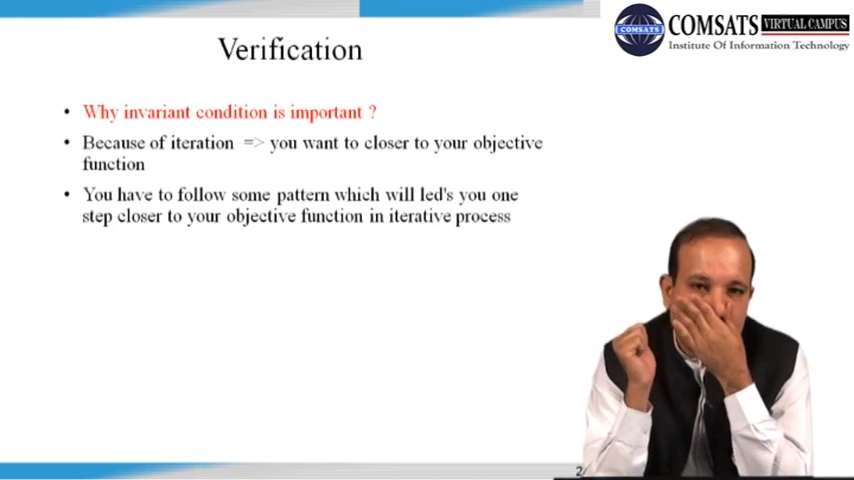 COMSATS
COMSATS VIRTUAL CAMPUS
Institute Of Information Technology
Verification
• Why invariant condition is important ?
• Because of iteration => you want to closer to your objective
function
• You have to follow some pattern which will led's you one
step closer to your objective function in iterative process
2